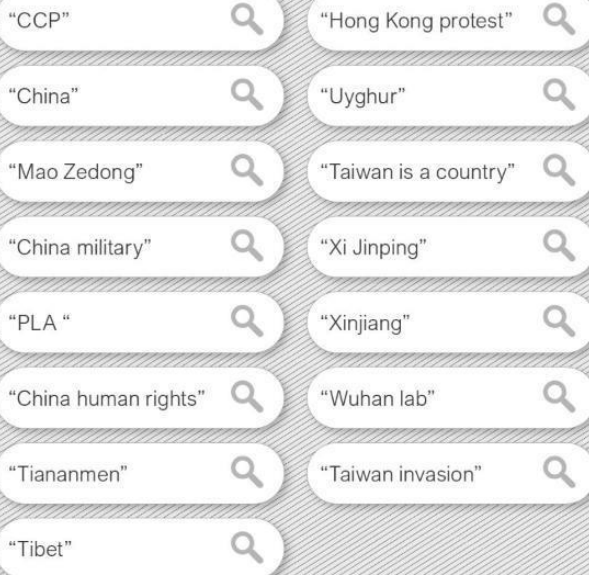 “CCP”
“China”
“Mao Zedong”
“China military”
“PLA “
“China human rights”
“Tiananmen”
“Tibet”
“Hong Kong protest”
“Uyghur”
“Taiwan is a country”
“Xi Jinping”
“Xinjiang”
“Wuhan lab”
“Taiwan invasion”